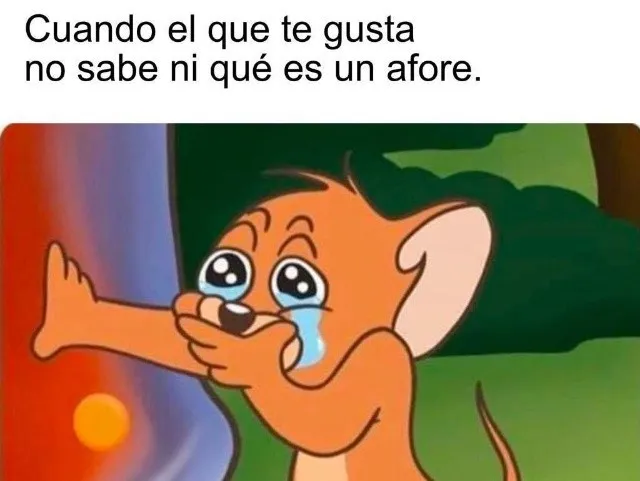 Cuando el que te gusta
no sabe ni qué es un afore.